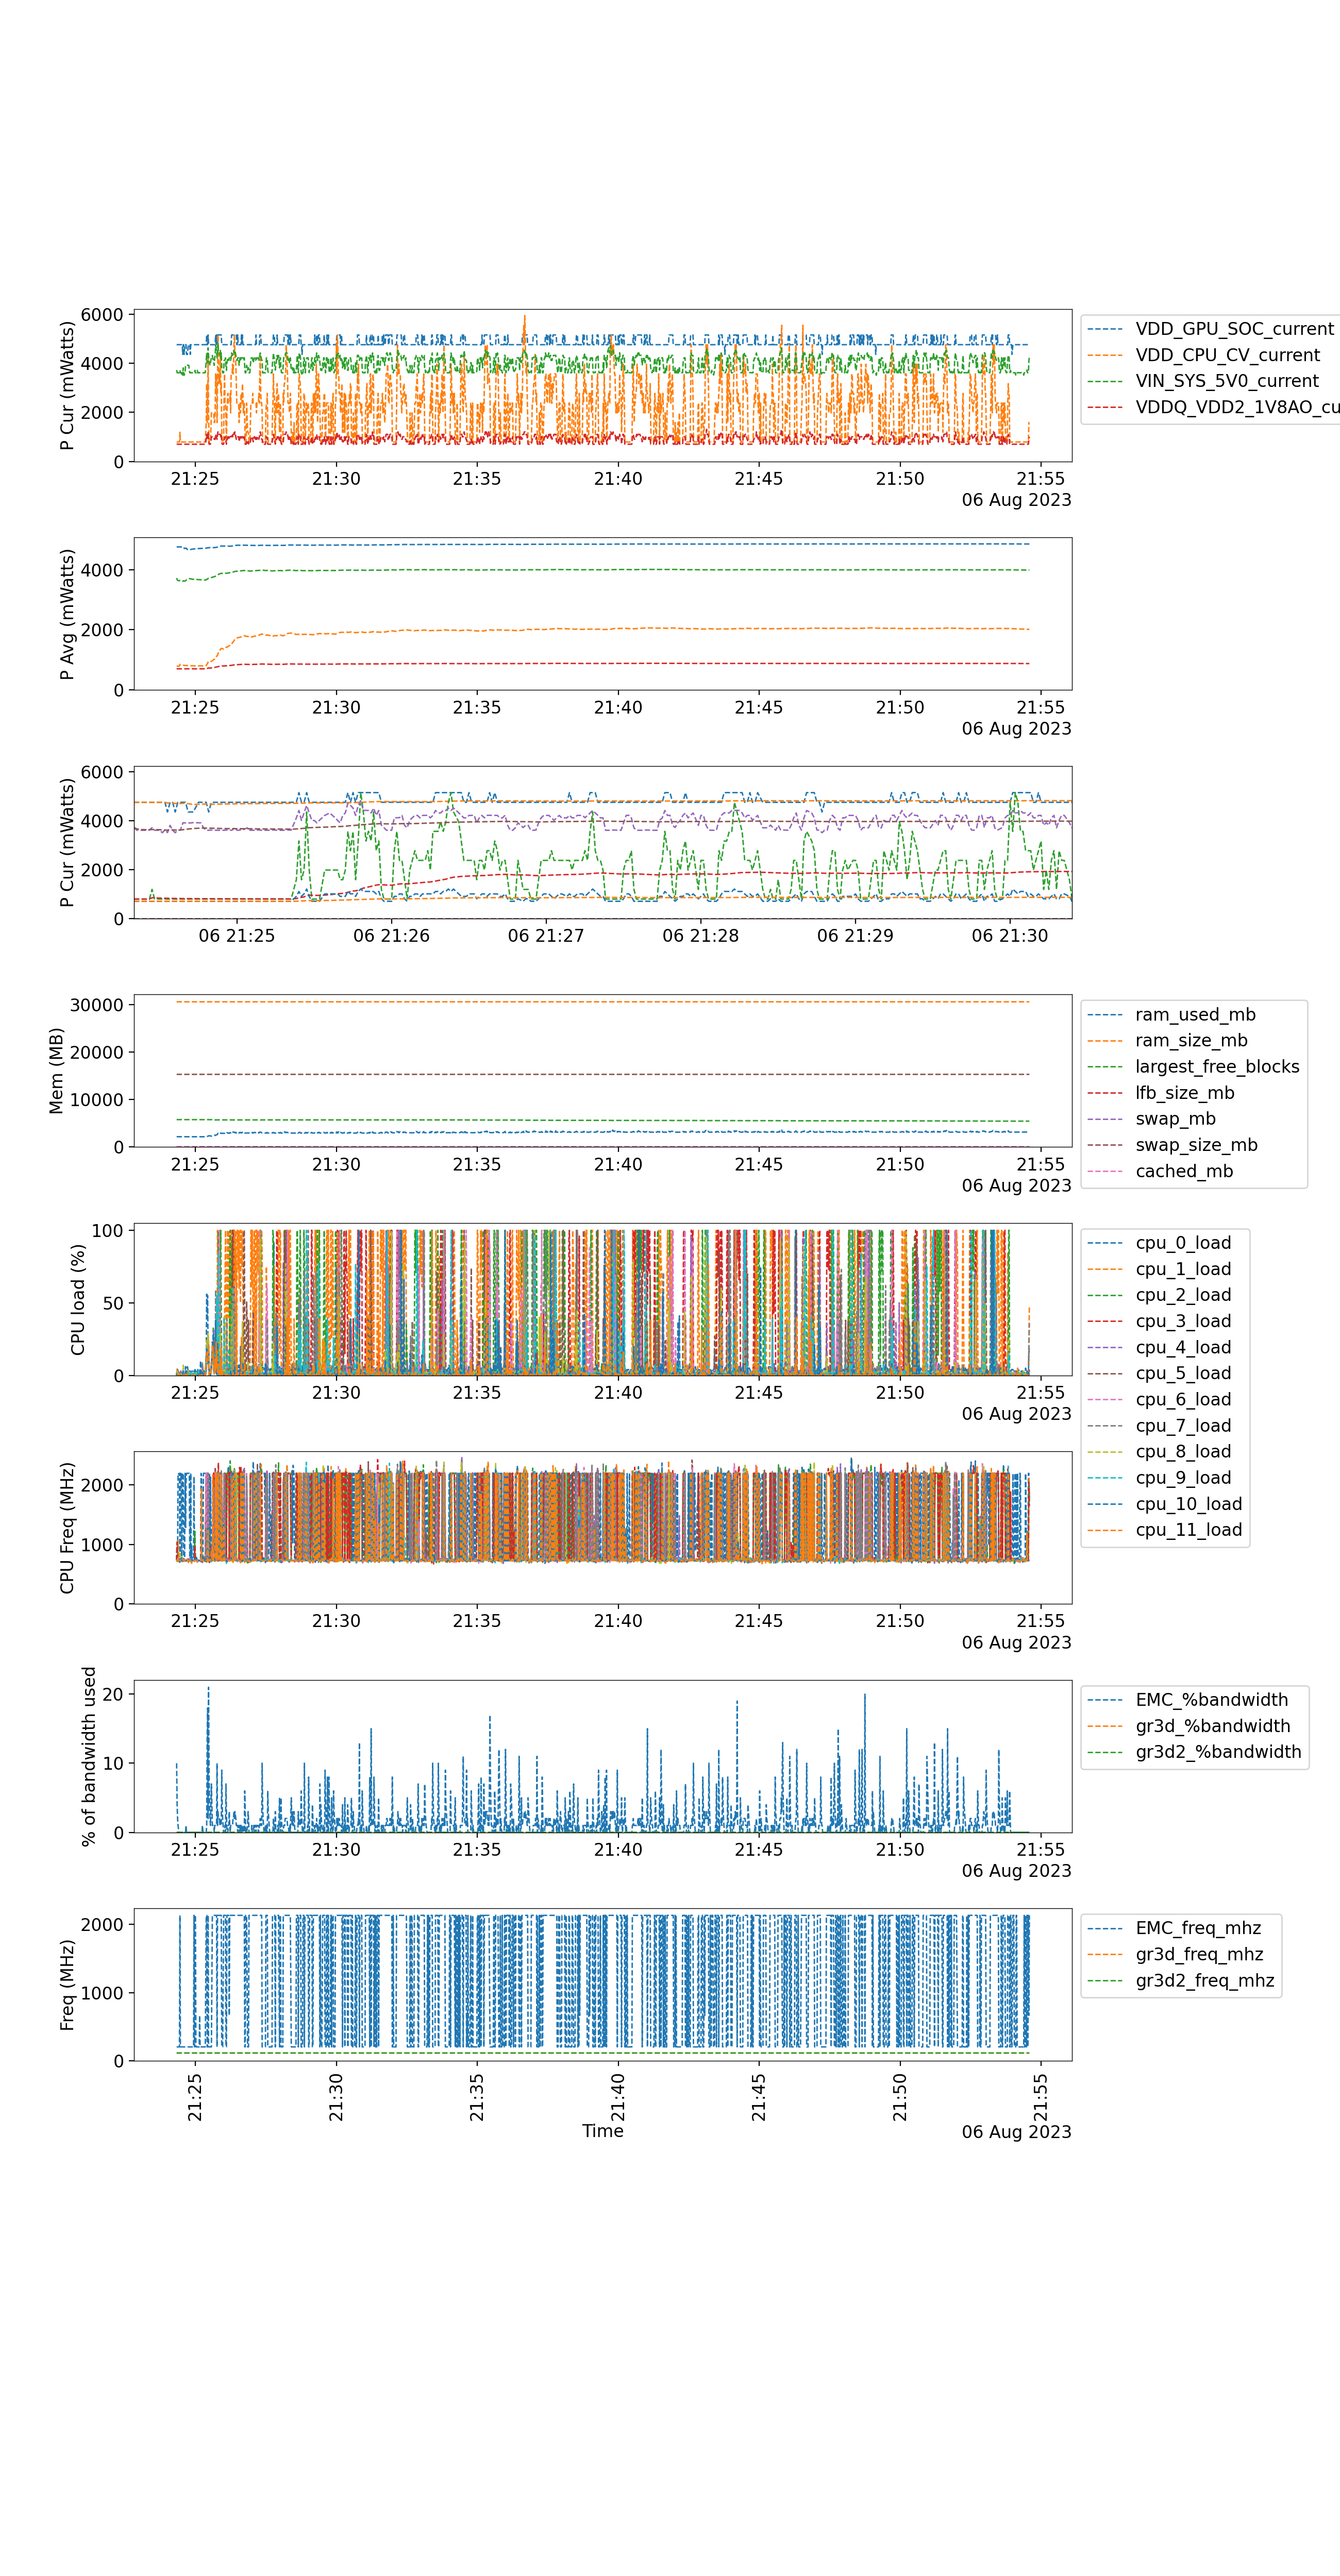 P Cur (mWatts)
6000
4000
2000
0
21:25 21:30 21:35 21:40 21:45 21:50 21:55
06 Aug 2023
VDD_GPU_SOC_current
VDD_CPU_CV_current
VIN_SYS_5V0_current
VDDQ_VDD2_1V8AO_cu
P Avg (mWatts)
4000
2000
0
21:25 21:30 21:35 21:40 21:45 21:50 21:55
06 Aug 2023
P Cur (mWatts)
6000
4000
2000
0
06 21:25 06 21:26 06 21:27 06 21:28 06 21:29 06 21:30
Mem (MB)
30000
20000
10000
0
21:25 21:30 21:35 21:40 21:45 21:50 21:55
06 Aug 2023
ram_used_mb
ram_size_mb
largest_free_blocks
lfb_size_mb
swap_mb
swap_size_mb
cached_mb
CPU load (%)
100
50
0
21:25 21:30 21:35 21:40 21:45 21:50 21:55
06 Aug 2023
cpu_0_load
cpu_1_load
cpu_2_load
cpu_3_load
cpu_4_load
cpu_5_load
cpu_6_load
cpu_7_load
cpu_8_load
cpu_9_load
cpu_10_load
cpu_11_load
CPU Freq (MHz)
2000
1000
0
21:25 21:30 21:35 21:40 21:45 21:50 21:55
06 Aug 2023
% of bandwidth used
20
10
0
21:25 21:30 21:35 21:40 21:45 21:50 21:55
06 Aug 2023
EMC_%bandwidth
gr3d_%bandwidth
gr3d2_%bandwidth
Freq (MHz)
2000
1000
0
21:25 21:30 21:35 21:40 21:45 21:50 21:55
Time
06 Aug 2023
EMC_freq_mhz
gr3d_freq_mhz
gr3d2_freq_mhz